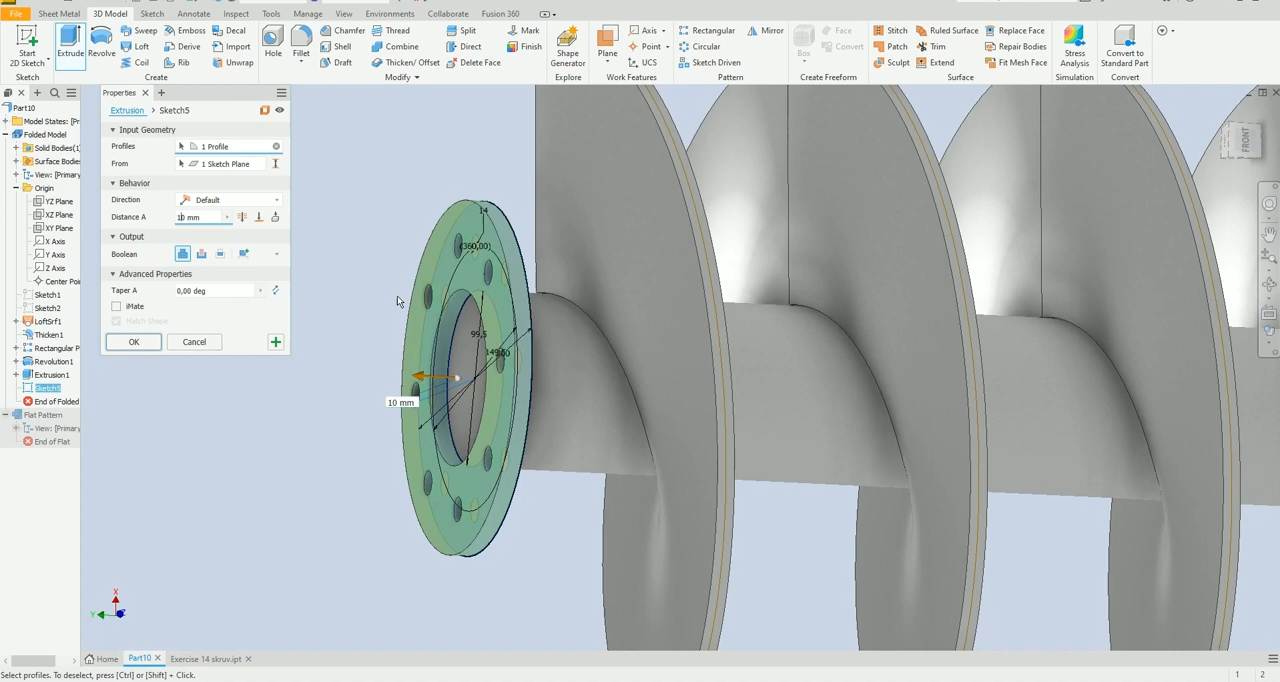 File Sheet Metal 3D Model Sketch Annotate Inspect Tools Manage View Environments Collaborate Fusion 360
Start
2D Sketch
Extrude
Revolve
Sweep
Loft
Coil
Emboss
Derive
Rib
Decal
Import
Unwrap
Hole
Fillet
Chamfer
Shell
Draft
Thread
Combine
Thicken/ Offset
Split
Direct
Delete Face
Mark
Finish
Shape
Generator
Plane
Axis
Point
UCS
Rectangular
Circular
Sketch Driven
Mirror
Box
Face
Convert
Stitch
Patch
Sculpt
Ruled Surface
Trim
Extend
Replace Face
Repair Bodies
Fit Mesh Face
Stress
Analysis
Convert to
Standard Part
Sketch Create Modify Explore Work Features Pattern Create Freeform Surface Simulation Convert
Part10
Model States: [Pr
Folded Model
Solid Bodies(1
Surface Bodies
View: [Primary
Origin
YZ Plane
XZ Plane
XY Plane
X Axis
Y Axis
Z Axis
Center Poi
Sketch1
Sketch2
LoftSrf1
Thicken1
Rectangular P
Revolution1
Extrusion1
Sketch5
End of Folded
Flat Pattern
View: [Primary
End of Flat
Properties
Extrusion > Sketch5
Input Geometry
Profiles 1 Profile
From 1 Sketch Plane
Behavior
Direction Default
Distance A 10 mm
Output
Boolean
Advanced Properties
Taper A 0,00 deg
iMate
Match Shape
OK Cancel
14
(360,00)
99,5
10 mm
FRONT
X
Y
Home Part10 Exercise 14 skruv.ipt
Select profiles. To deselect, press [Ctrl] or [Shift] + Click.
1 2